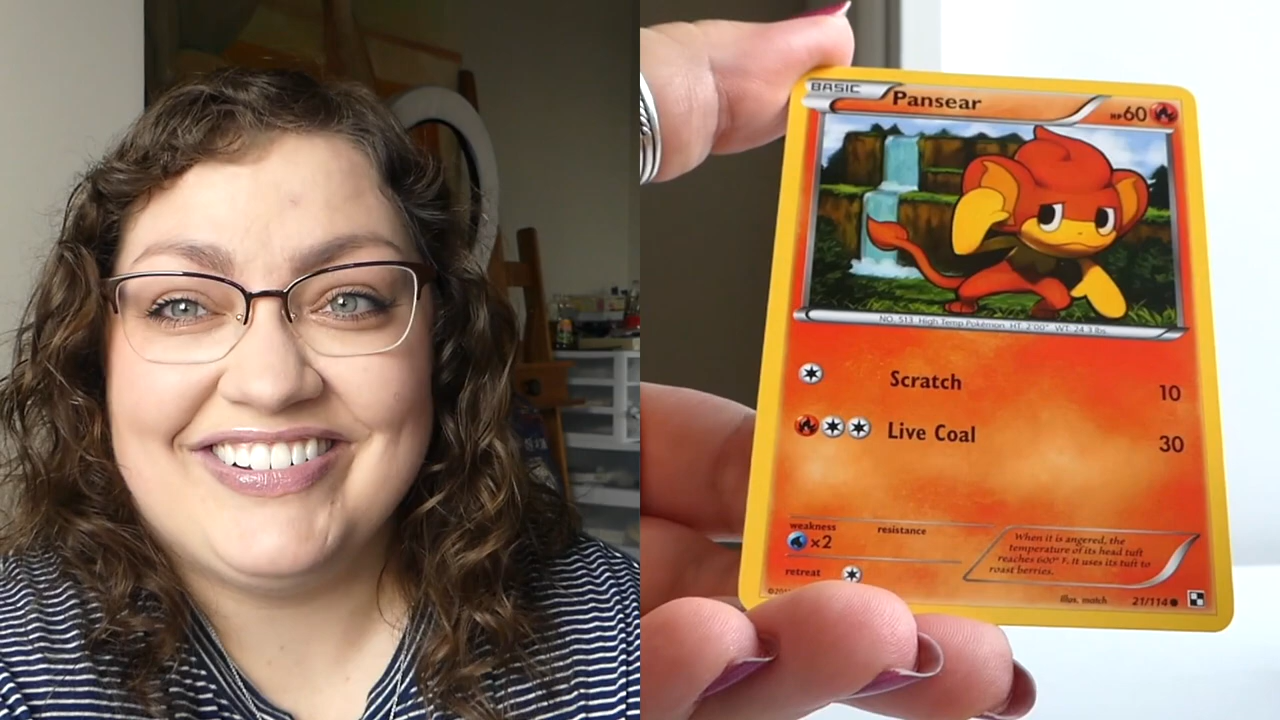 BASIC
Pansear
HP60
NO. 513 High Temp Pokémon. HT: 2'00" WT: 24.3 lbs.
Scratch 10
Live Coal 30
weakness
×2
resistance
retreat
When it is angered, the
temperature of its head tuft
reaches 600° F. It uses its tuft to
roast berries.
illus. match
21/114